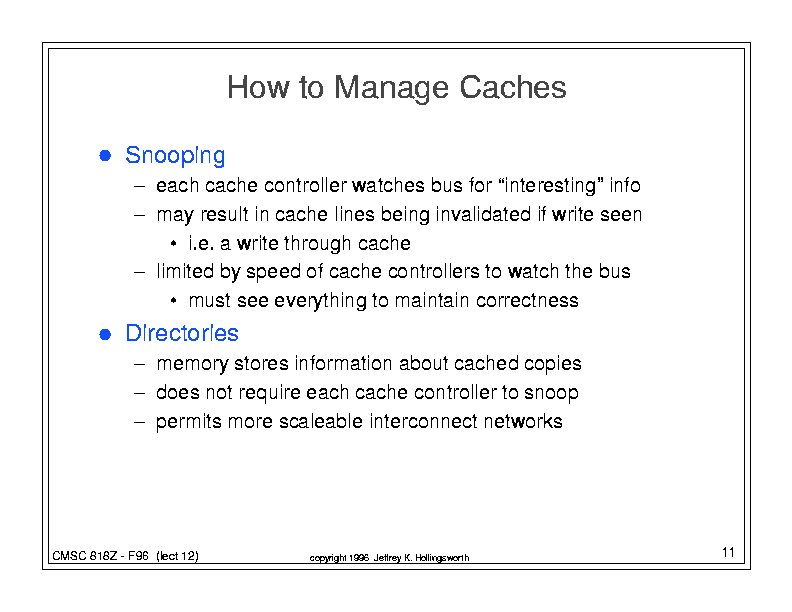 How to Manage Caches
● Snooping
– each cache controller watches bus for “interesting” info
– may result in cache lines being invalidated if write seen
• i.e. a write through cache
– limited by speed of cache controllers to watch the bus
• must see everything to maintain correctness
● Directories
– memory stores information about cached copies
– does not require each cache controller to snoop
– permits more scaleable interconnect networks
CMSC 818Z - F96 (lect 12)
copyright 1996 Jeffrey K. Hollingsworth
11